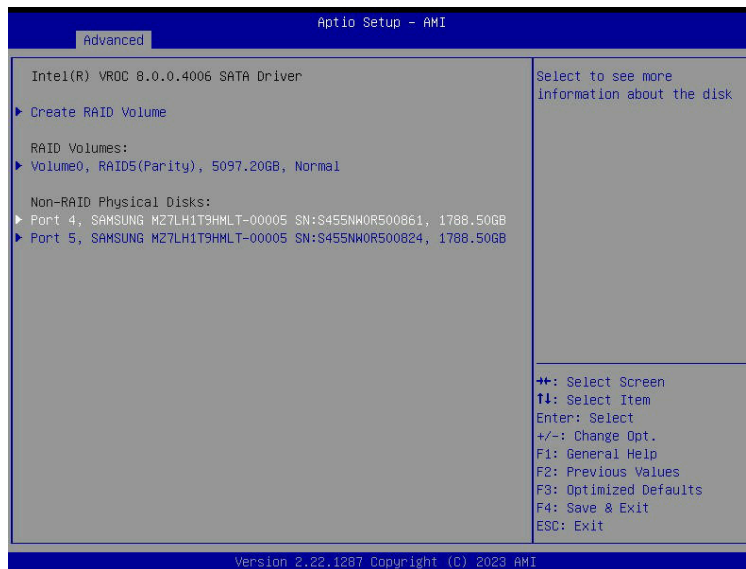 Aptio Setup – AMI
Advanced
Intel(R) VROC 8.0.0.4006 SATA Driver
Create RAID Volume
RAID Volumes:
Volume0, RAID5(Parity), 5097.20GB, Normal
Non-RAID Physical Disks:
Port 4, SAMSUNG MZ7LH1T9HMLT-00005 SN:S455NW0R500861, 1788.50GB
Port 5, SAMSUNG MZ7LH1T9HMLT-00005 SN:S455NW0R500824, 1788.50GB
Select to see more
information about the disk
→←: Select Screen
↑↓: Select Item
Enter: Select
+/-: Change Opt.
F1: General Help
F2: Previous Values
F3: Optimized Defaults
F4: Save & Exit
ESC: Exit
Version 2.22.1287 Copyright (C) 2023 AMI